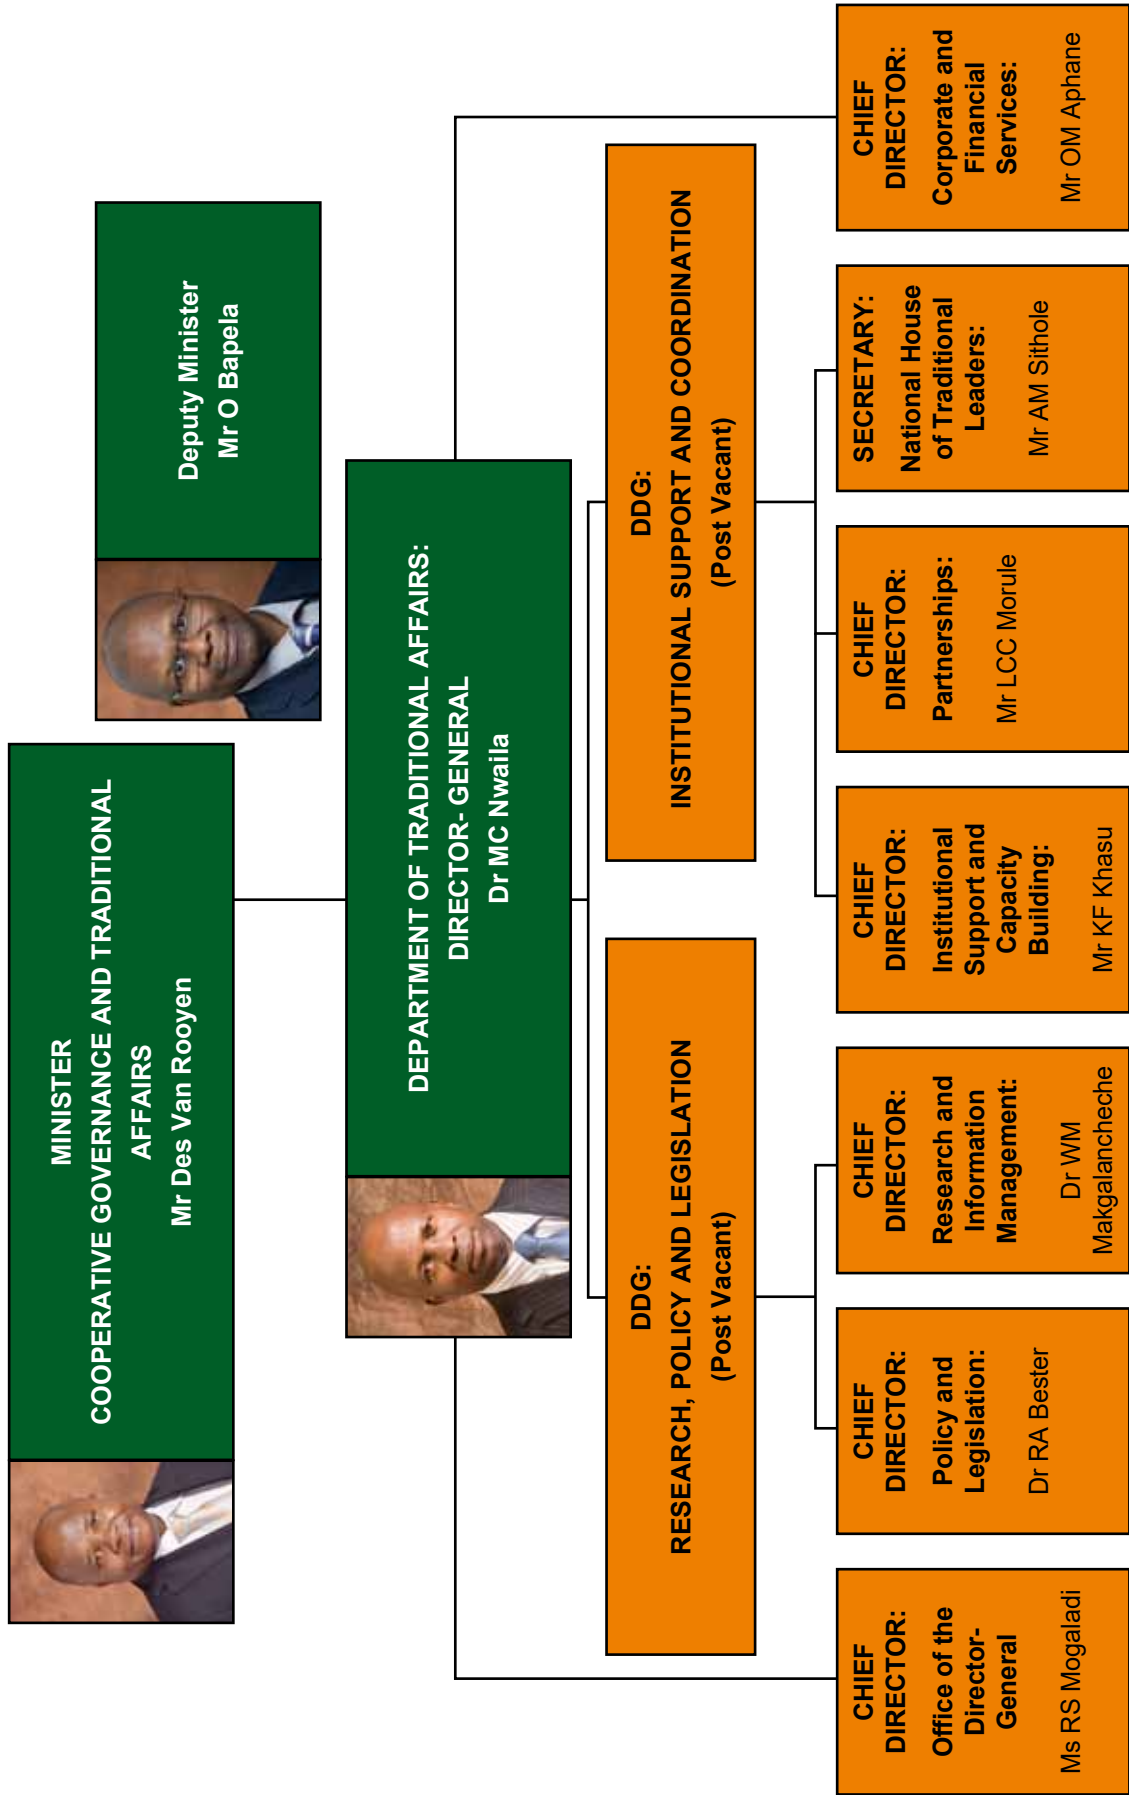 MINISTER
COOPERATIVE GOVERNANCE AND TRADITIONAL
AFFAIRS
Mr Des Van Rooyen
Deputy Minister
Mr O Bapela
DEPARTMENT OF TRADITIONAL AFFAIRS:
DIRECTOR- GENERAL
Dr MC Nwaila
DDG:
RESEARCH, POLICY AND LEGISLATION
(Post Vacant)
DDG:
INSTITUTIONAL SUPPORT AND COORDINATION
(Post Vacant)
CHIEF
DIRECTOR:
Office of the
Director-
General
Ms RS Mogaladi
CHIEF
DIRECTOR:
Policy and
Legislation:
Dr RA Bester
CHIEF
DIRECTOR:
Research and
Information
Management:
Dr WM
Makgalancheche
CHIEF
DIRECTOR:
Institutional
Support and
Capacity
Building:
Mr KF Khasu
CHIEF
DIRECTOR:
Partnerships:
Mr LCC Morule
SECRETARY:
National House
of Traditional
Leaders:
Mr AM Sithole
CHIEF
DIRECTOR:
Corporate and
Financial
Services:
Mr OM Aphane